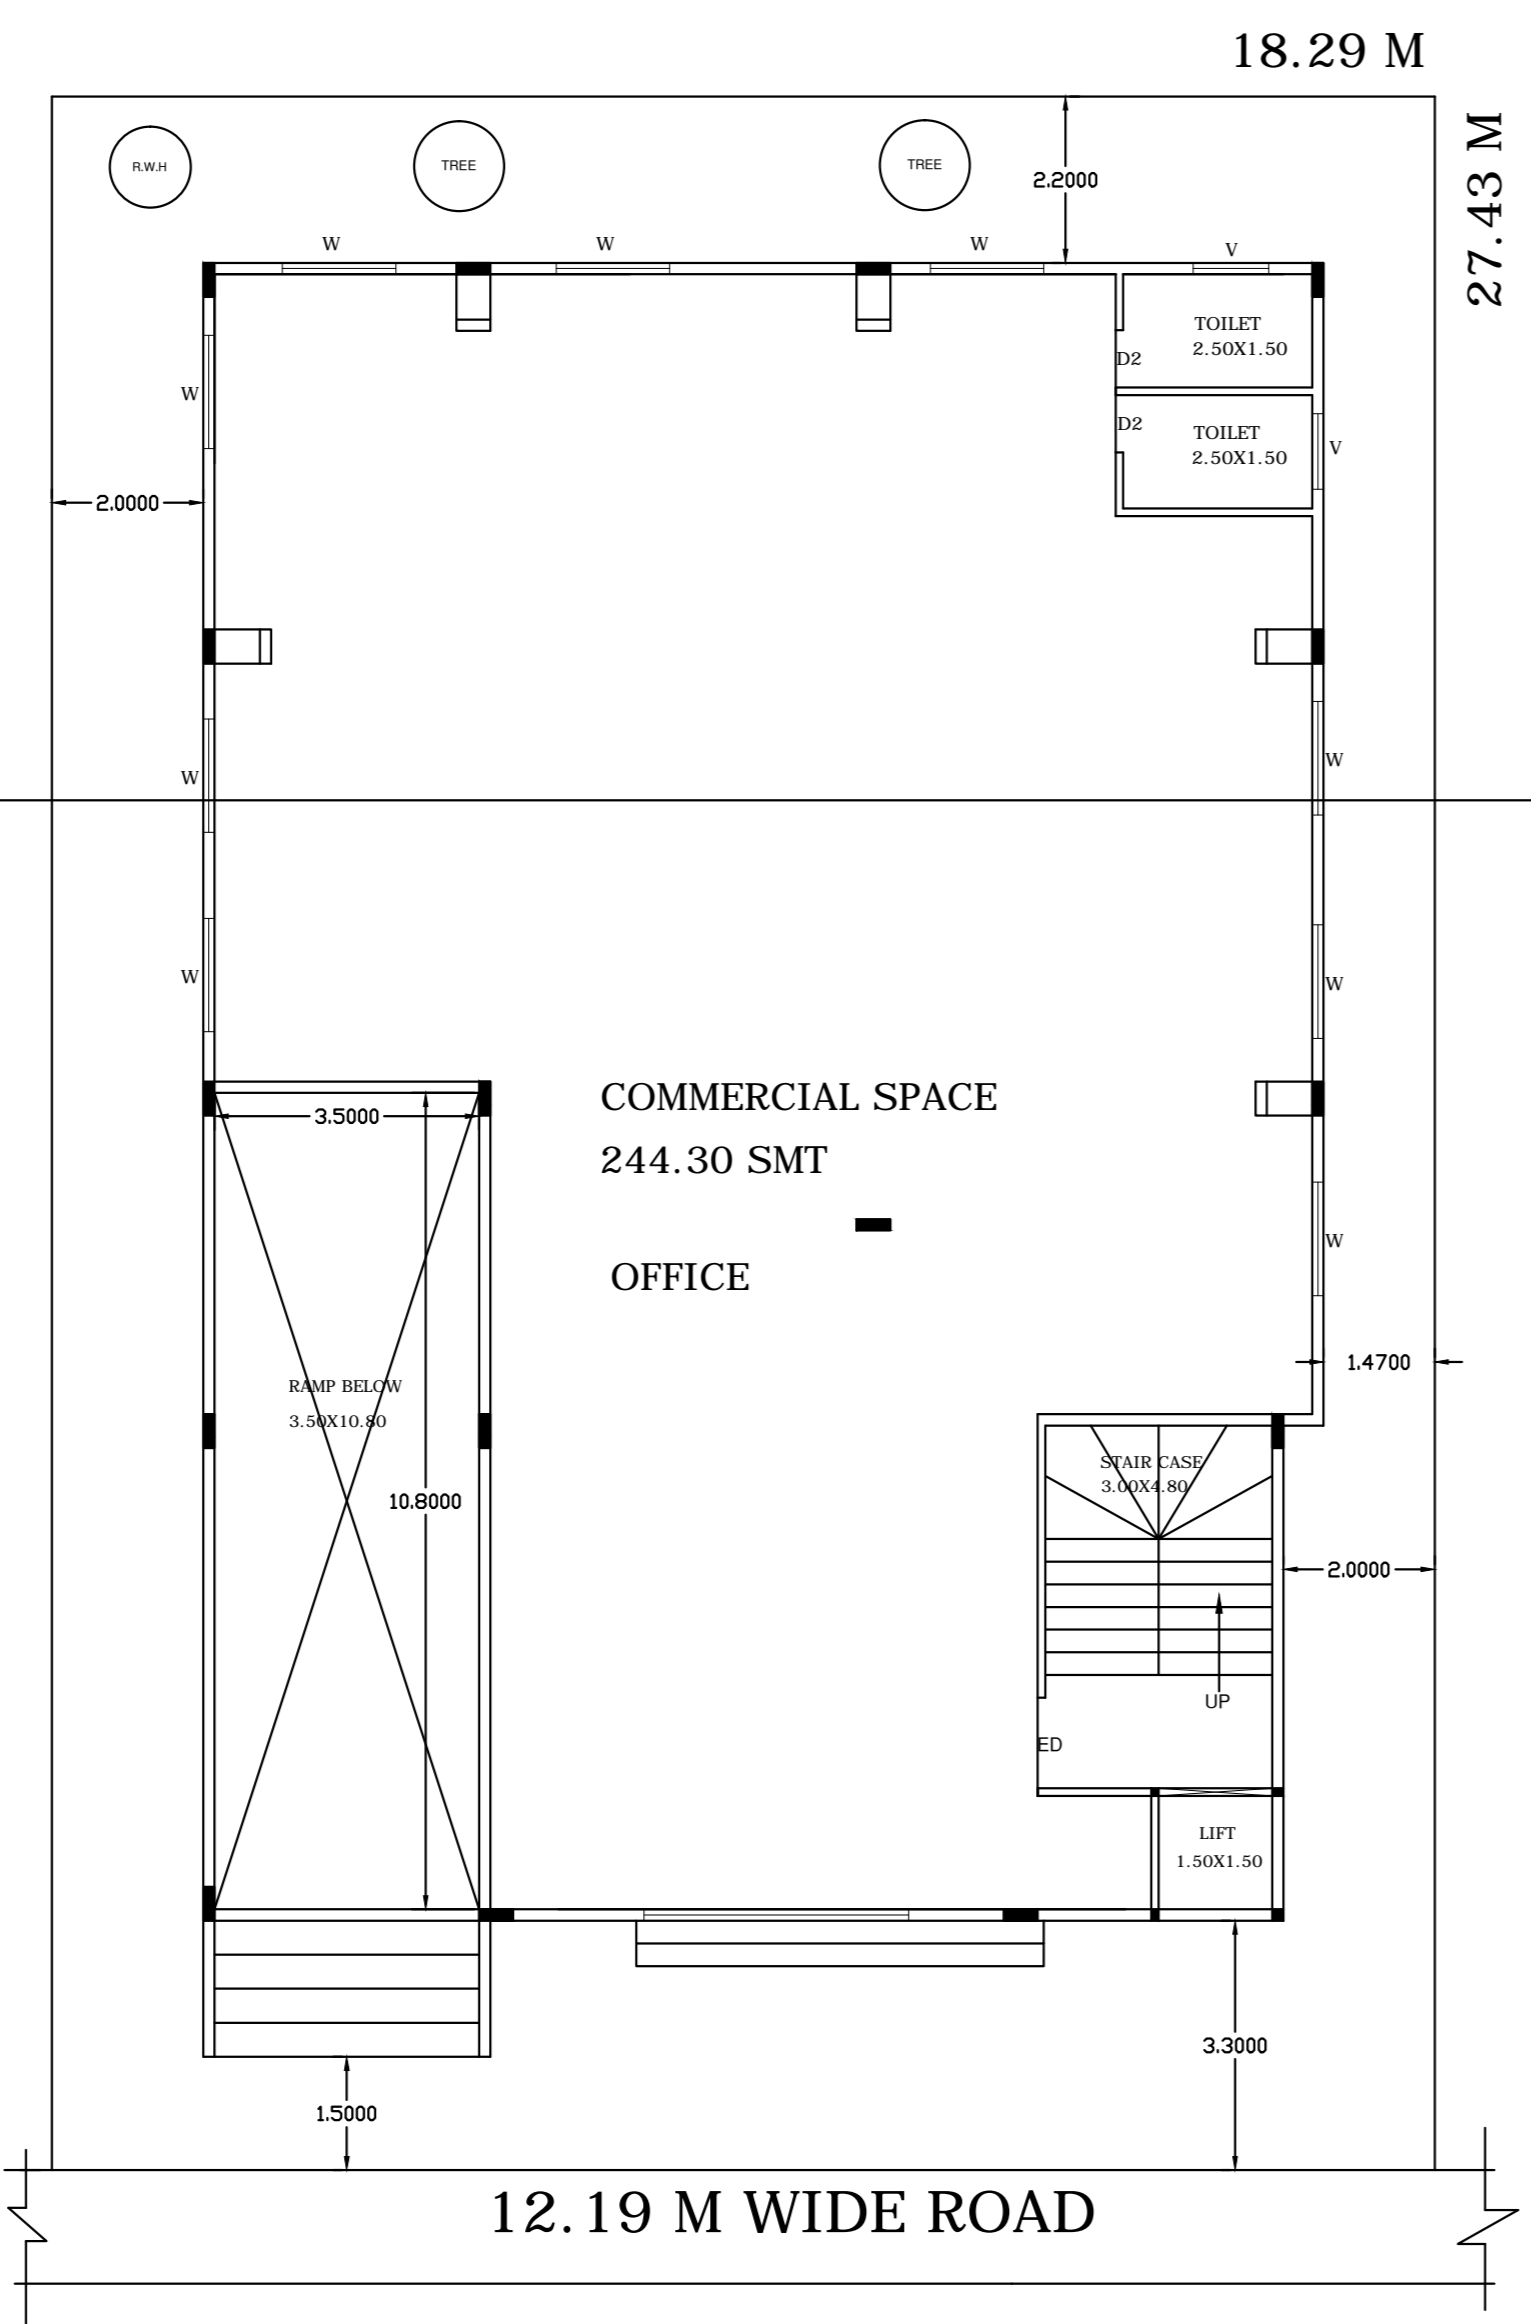 18.29 M
27.43 M
R.W.H
TREE
TREE
2.2000
W
W
W
V
TOILET
2.50X1.50
D2
W
D2
TOILET
2.50X1.50
V
2.0000
W
W
W
W
COMMERCIAL SPACE
3.5000
244.30 SMT
W
OFFICE
1.4700
RAMP BELOW
3.50X10.80
STAIR CASE
3.00X4.80
10.8000
2.0000
UP
ED
LIFT
1.50X1.50
3.3000
1.5000
12.19 M WIDE ROAD